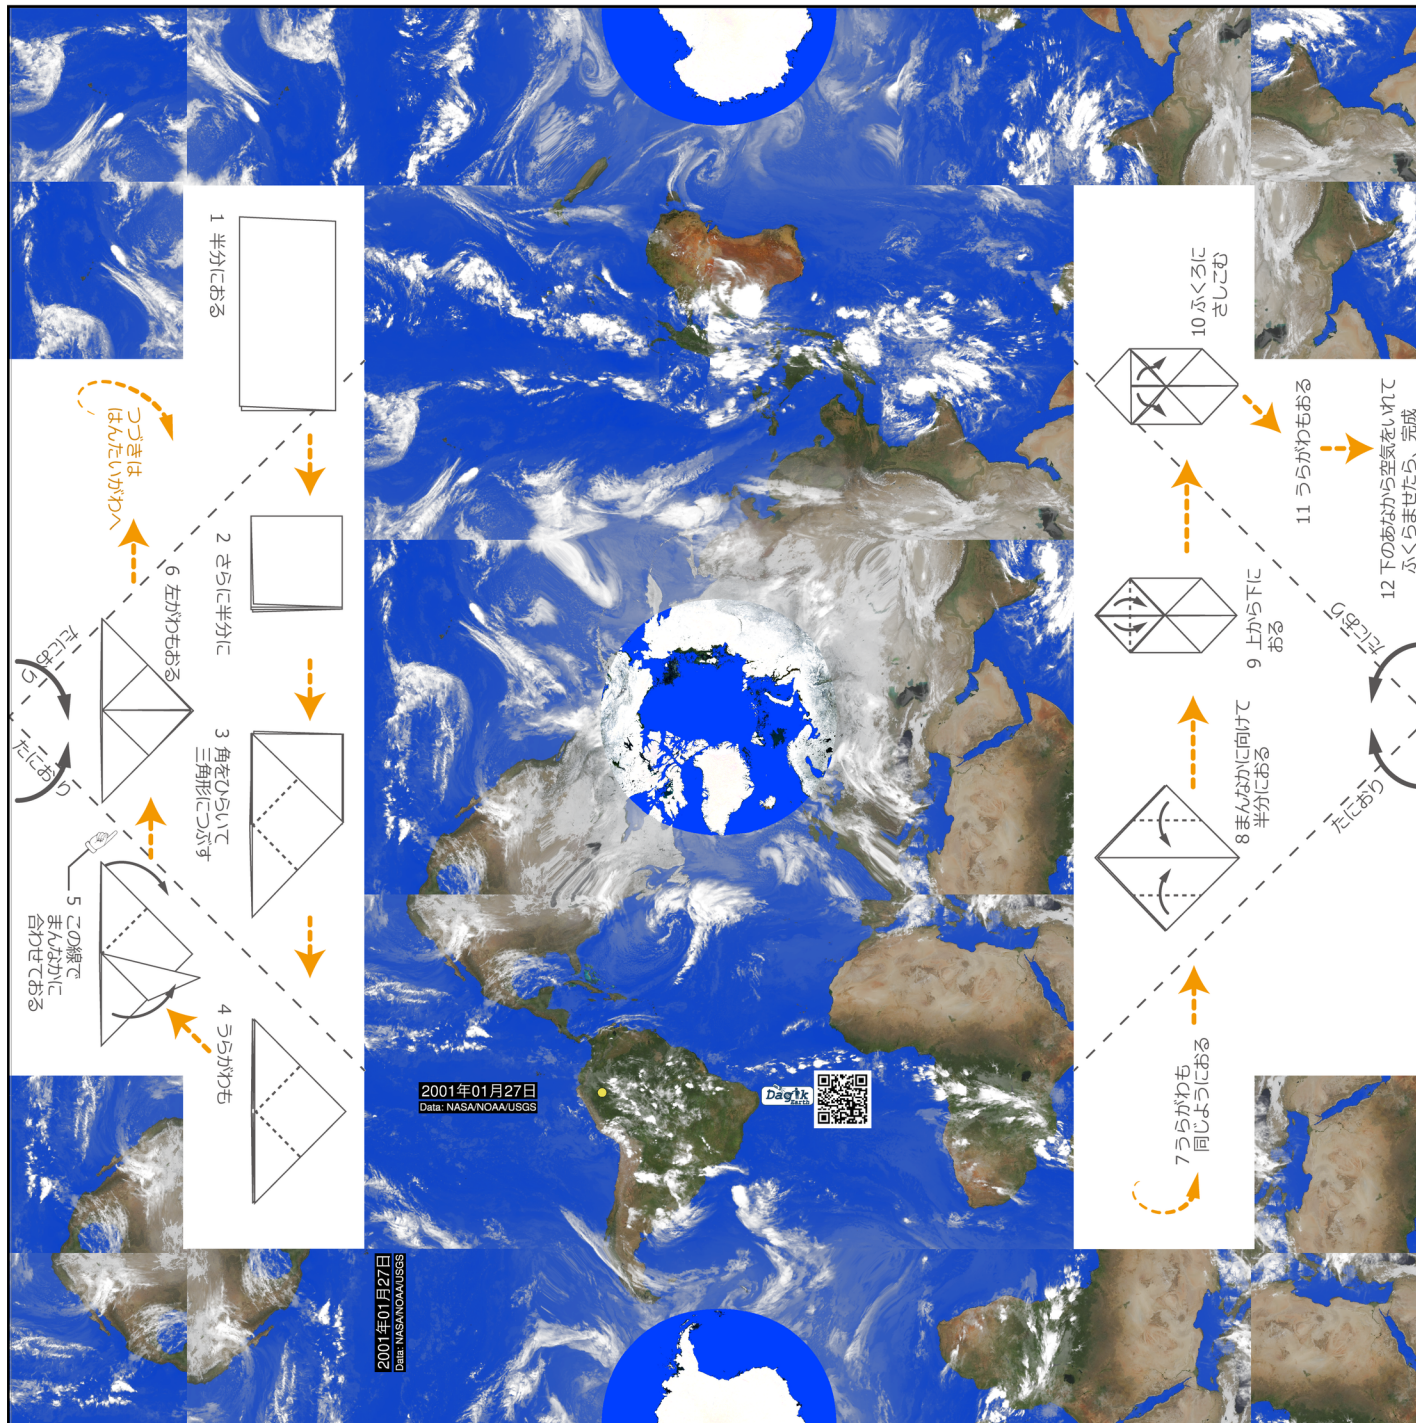 1 半分におる
2 さらに半分に
3 角をひらいて
三角形につぶす
4 うらがわも
5 この線で
まんなかに
合わせておる
6 左がわもおる
つづきは
はんたいがわへ
たにおり
たにおり
7 うらがわも
同じようにおる
8 まんなかに向けて
半分におる
9 上から下に
おる
10 ふくろに
さしこむ
11 うらがわもおる
12 下のあなから空気をいれて
ふくらませたら、完成
たにおり
たにおり
2001年01月27日
Data: NASA/NOAA/USGS
Dagik
Earth
2001年01月27日
Data: NASA/NOAA/USGS